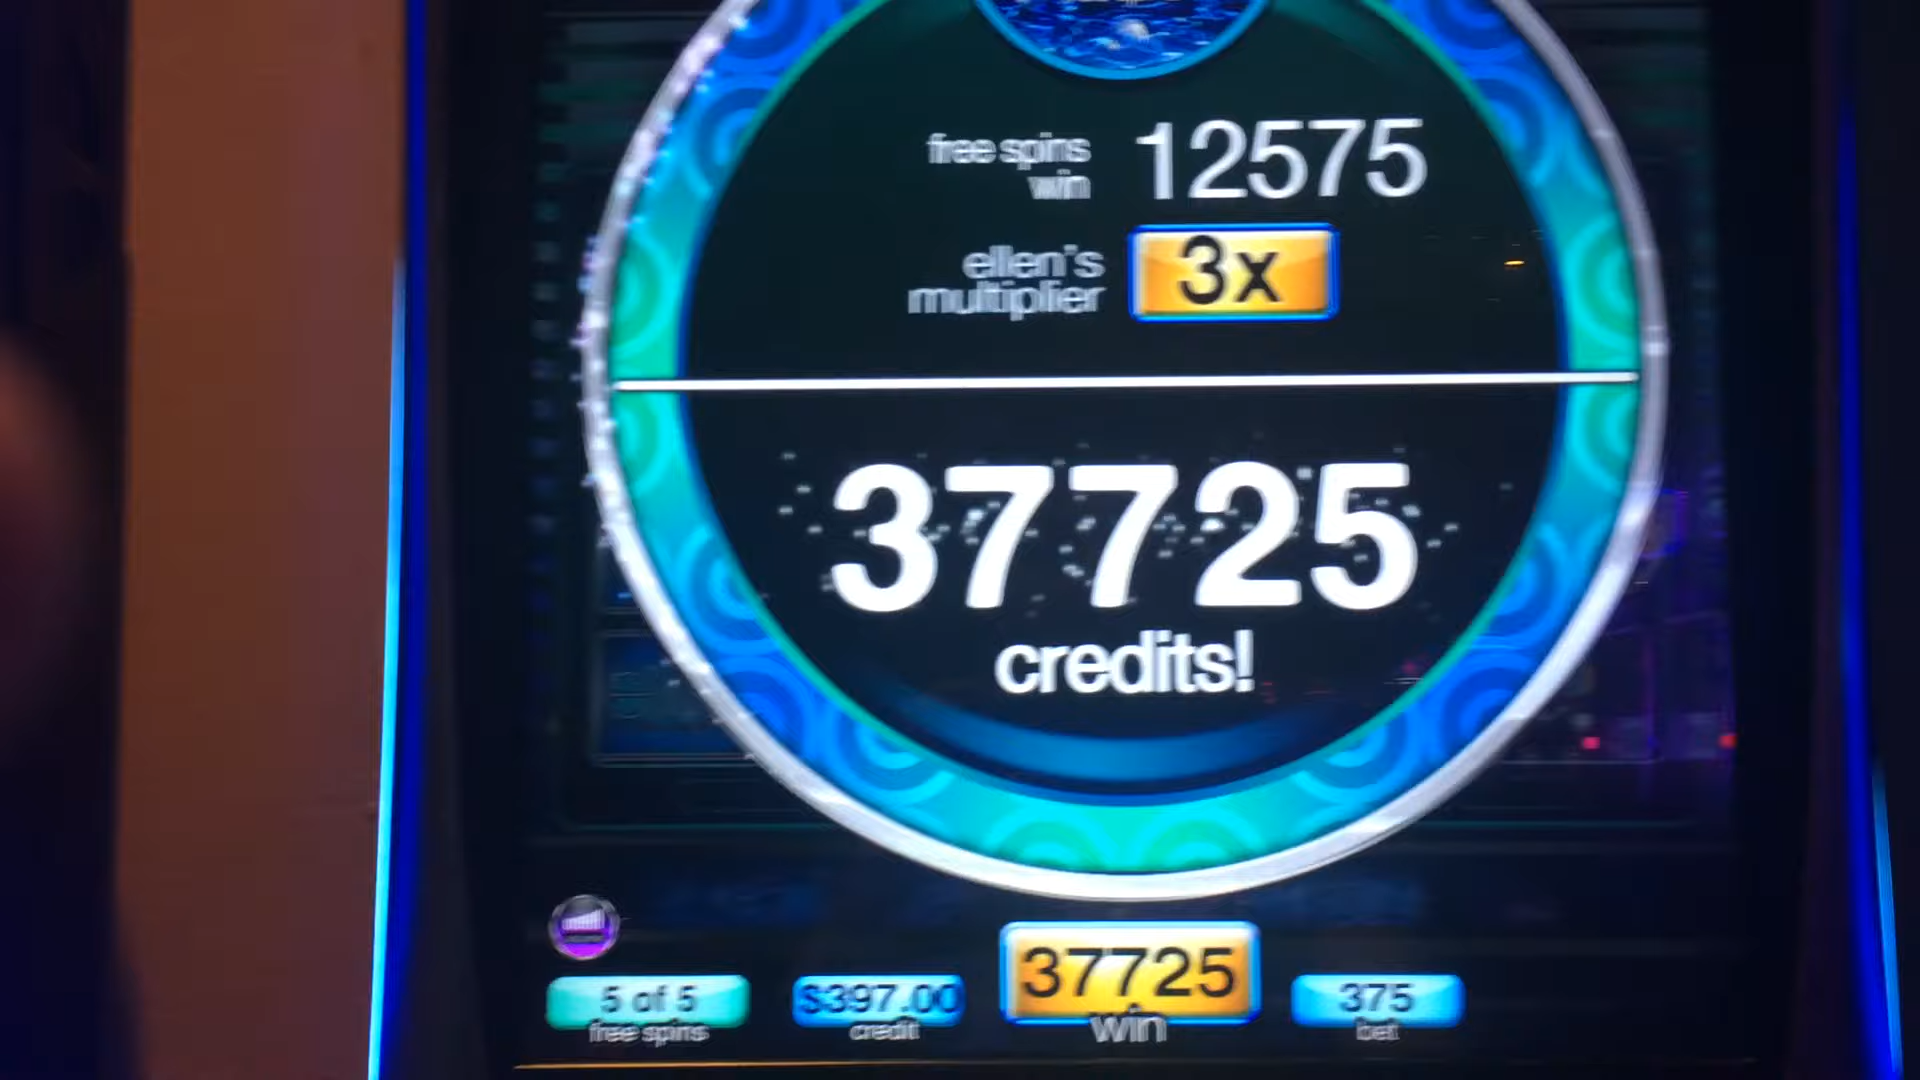 free spins 12575
win
ellen's
multiplier 3x
37725
credits!
5 of 5 $397.00 37725 375
free spins credit win bet